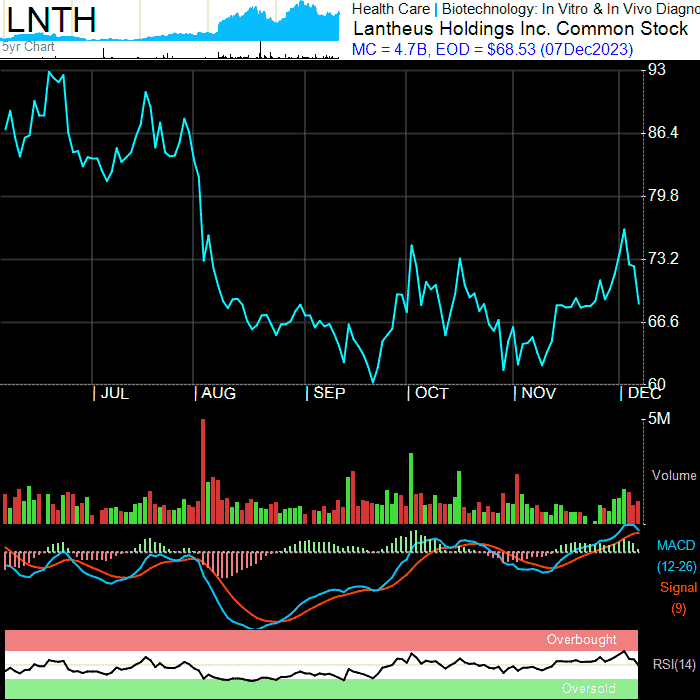 LNTH
5yr Chart
Health Care | Biotechnology: In Vitro & In Vivo Diagno
Lantheus Holdings Inc. Common Stock
MC = 4.7B, EOD = $68.53 (07Dec2023)
93
86.4
79.8
73.2
66.6
60
JUL AUG SEP OCT NOV DEC
5M
Volume
MACD
(12-26)
Signal
(9)
Overbought
RSI(14)
Oversold